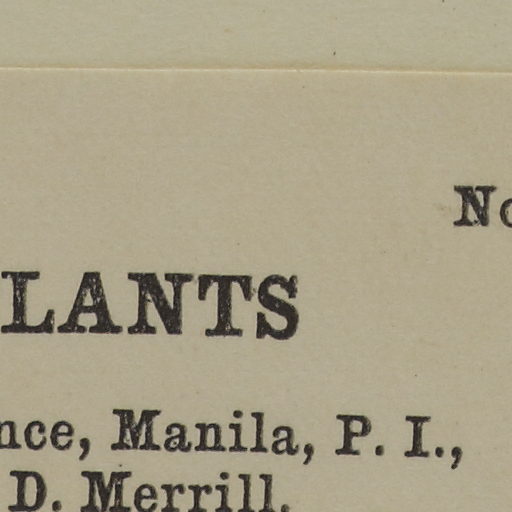 No
LANTS
nce, Manila, P. I.,
D. Merrill.